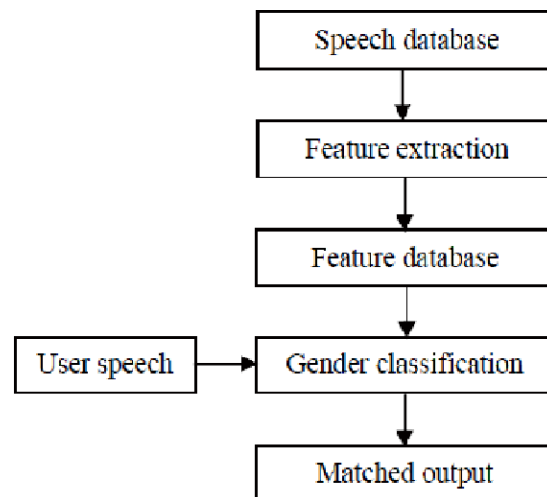 Speech database
Feature extraction
Feature database
User speech
Gender classification
Matched output